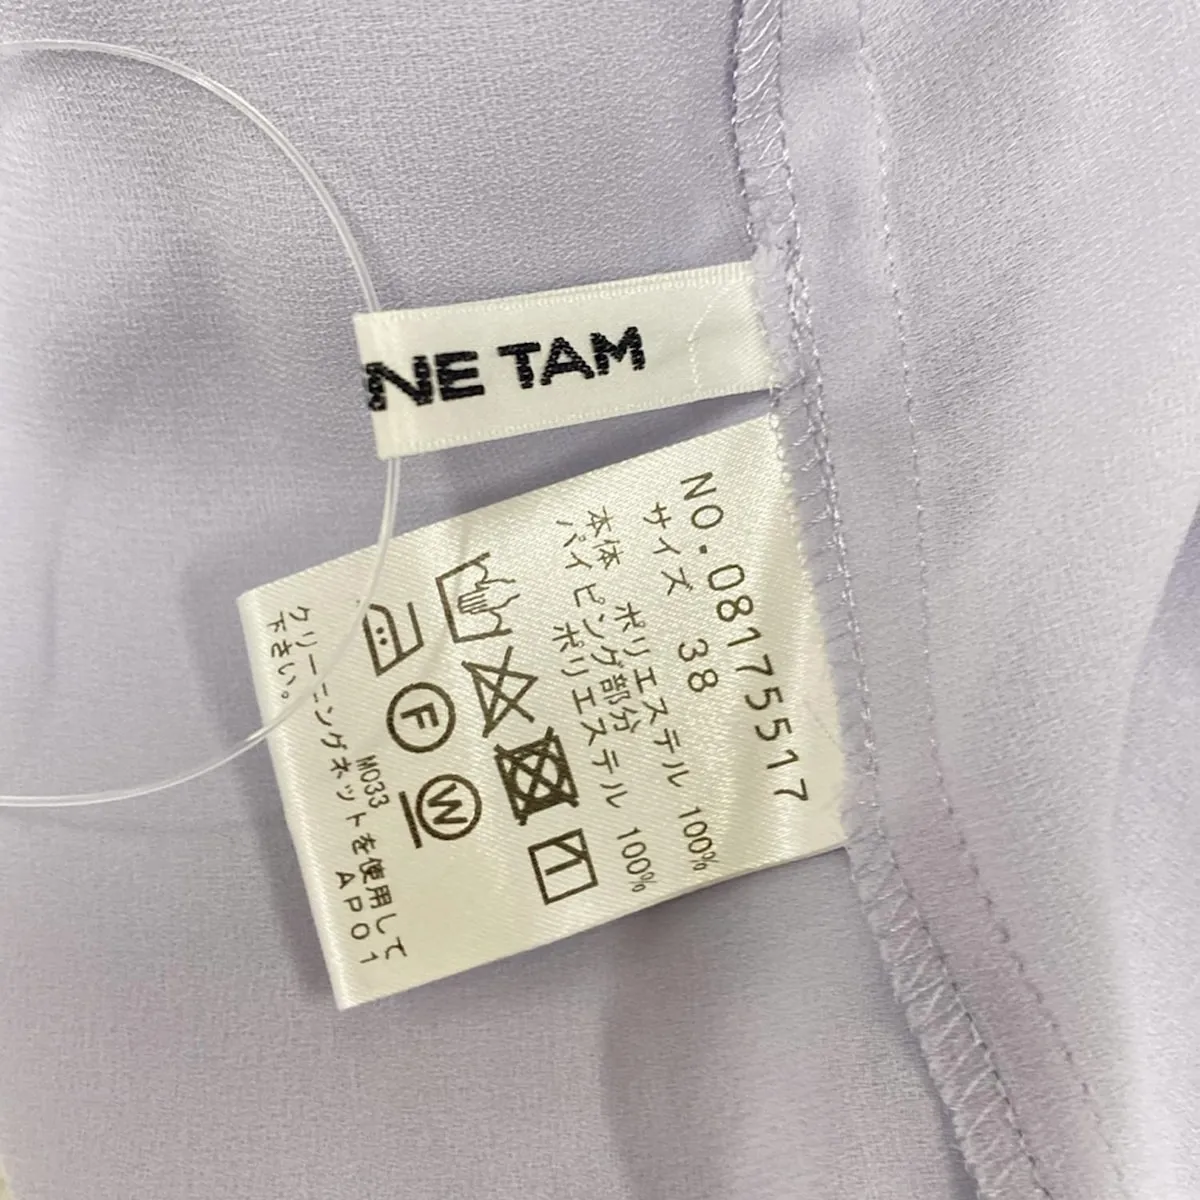 NE TAM
NO.08175517
サイズ 38
本体 ポリエステル 100%
パイピング部分
ポリエステル 100%
F
W
M033
クリーニングネットを使用して
下さい。
AP01